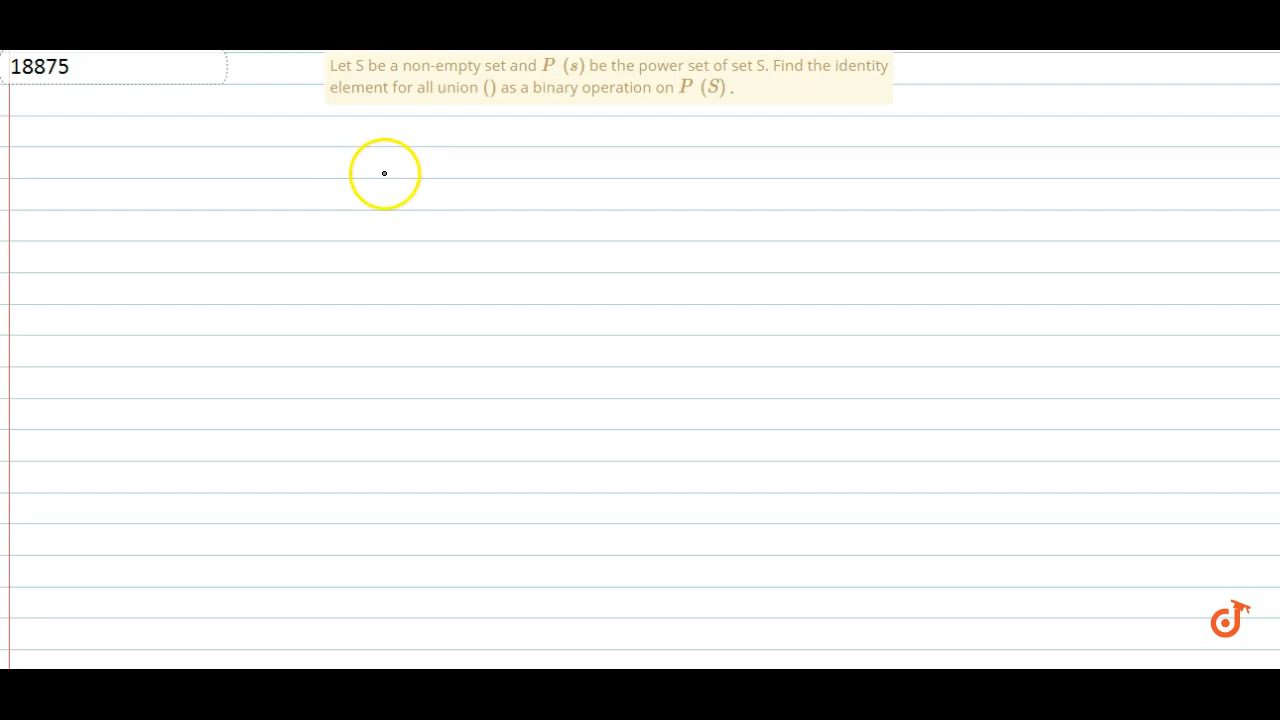 18875
Let S be a non-empty set and P (s) be the power set of set S. Find the identity
element for all union () as a binary operation on P (S) .